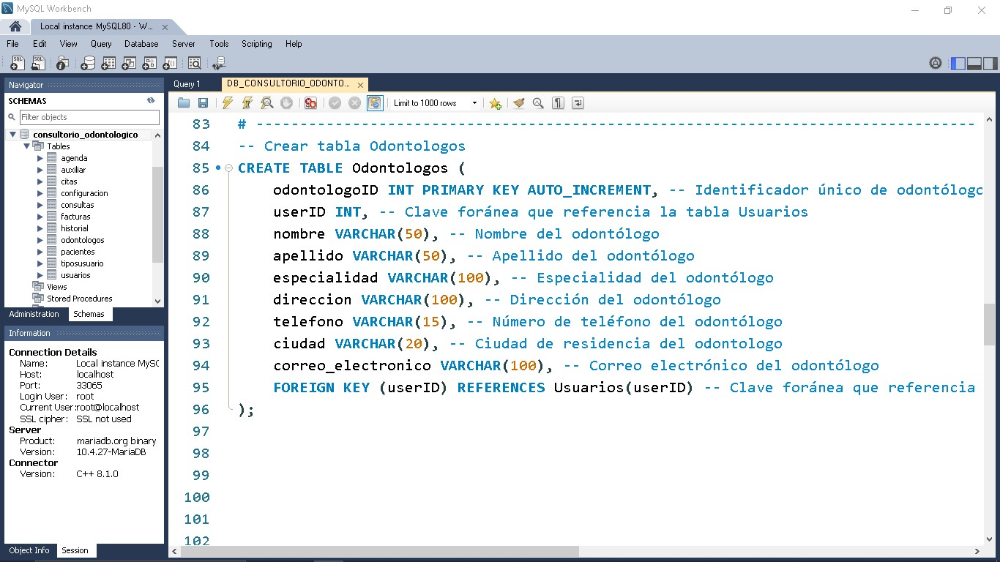 MySQL Workbench
Local instance MySQL80 - W... ×
File Edit View Query Database Server Tools Scripting Help
Navigator
SCHEMAS
Filter objects
consultorio_odontologico
Tables
agenda
auxiliar
citas
configuracion
consultas
facturas
historial
odontologos
pacientes
tiposusuario
usuarios
Views
Stored Procedures
Administration Schemas
Information
Connection Details
Name: Local instance MySC
Host: localhost
Port: 33065
Login User: root
Current User: root@localhost
SSL cipher: SSL not used
Server
Product: mariadb.org binary
Version: 10.4.27-MariaDB
Connector
Version: C++ 8.1.0
Object Info Session
Query 1 DB_CONSULTORIO_ODONTO... ×
Limit to 1000 rows
83 # ----------------------------------------------------------------------------------
84 -- Crear tabla Odontologos
85 CREATE TABLE Odontologos (
86 odontologoID INT PRIMARY KEY AUTO_INCREMENT, -- Identificador único de odontólogo
87 userID INT, -- Clave foránea que referencia la tabla Usuarios
88 nombre VARCHAR(50), -- Nombre del odontólogo
89 apellido VARCHAR(50), -- Apellido del odontólogo
90 especialidad VARCHAR(100), -- Especialidad del odontólogo
91 direccion VARCHAR(100), -- Dirección del odontólogo
92 telefono VARCHAR(15), -- Número de teléfono del odontólogo
93 ciudad VARCHAR(20), -- Ciudad de residencia del odontologo
94 correo_electronico VARCHAR(100), -- Correo electrónico del odontólogo
95 FOREIGN KEY (userID) REFERENCES Usuarios(userID) -- Clave foránea que referencia
96 );
97
98
99
100
101
102